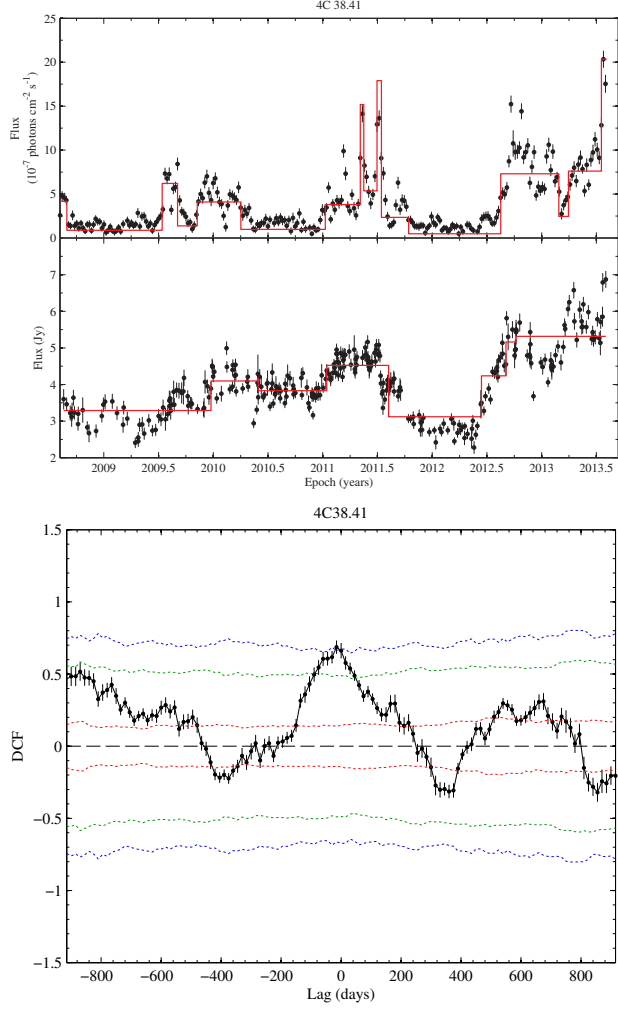 4C 38.41
25
20
15
10
5
0
Flux
(10⁻⁷ photons cm⁻² s⁻¹)
7
6
5
4
3
2
Flux (Jy)
2009 2009.5 2010 2010.5 2011 2011.5 2012 2012.5 2013 2013.5
Epoch (years)
4C38.41
1.5
1
0.5
0
−0.5
−1
−1.5
DCF
−800 −600 −400 −200 0 200 400 600 800
Lag (days)